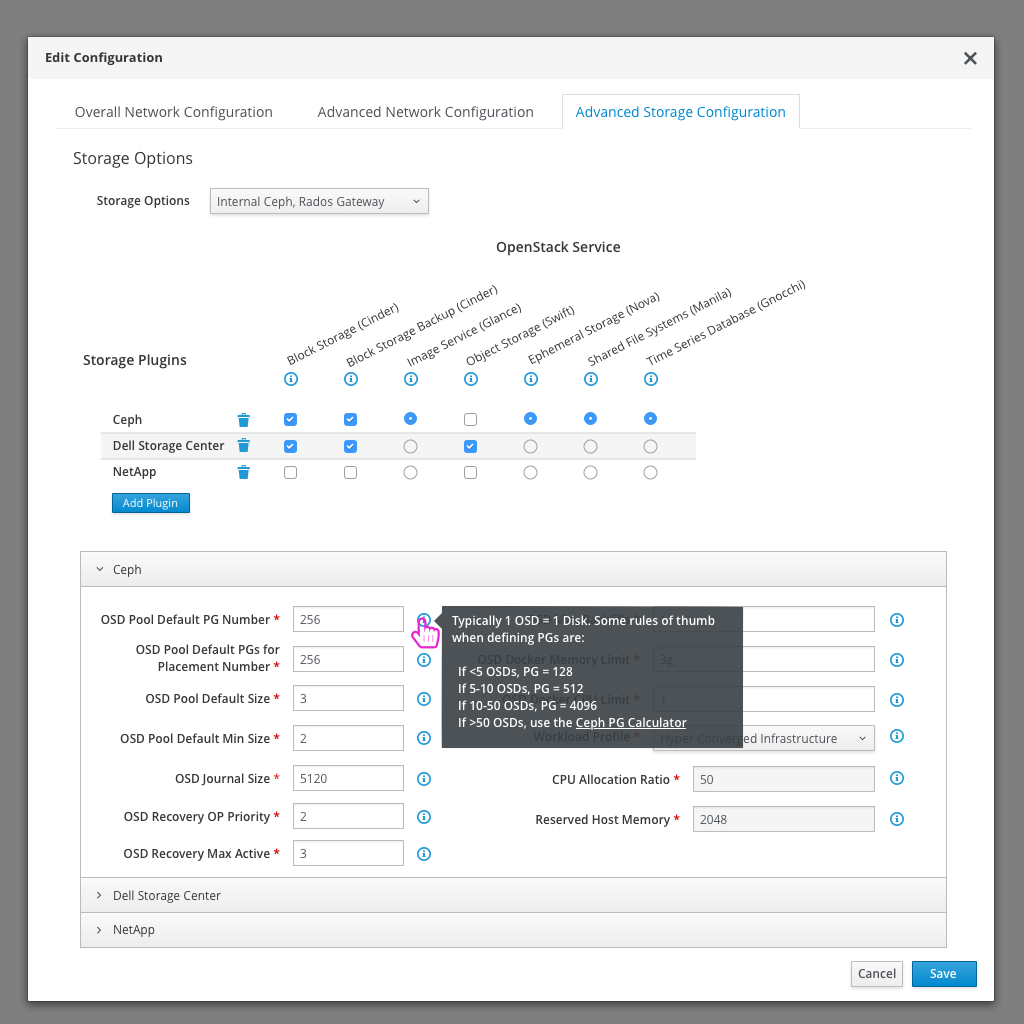 Edit Configuration
Overall Network Configuration
Advanced Network Configuration
Advanced Storage Configuration
Storage Options
Storage Options
Internal Ceph, Rados Gateway
OpenStack Service
Storage Plugins
Block Storage (Cinder)
Block Storage Backup (Cinder)
Image Service (Glance)
Object Storage (Swift)
Ephemeral Storage (Nova)
Shared File Systems (Manila)
Time Series Database (Gnocchi)
Ceph
Dell Storage Center
NetApp
Add Plugin
Ceph
OSD Pool Default PG Number *
256
OSD Pool Default PGs for
Placement Number *
256
OSD Pool Default Size *
3
OSD Pool Default Min Size *
2
OSD Journal Size *
5120
OSD Recovery OP Priority *
2
OSD Recovery Max Active *
3
Typically 1 OSD = 1 Disk. Some rules of thumb
when defining PGs are:
If <5 OSDs, PG = 128
If 5-10 OSDs, PG = 512
If 10-50 OSDs, PG = 4096
If >50 OSDs, use the Ceph PG Calculator
OSD Docker Memory Limit *
3g
OSD Docker CPU Limit *
1
Workload Profile *
Hyper Converged Infrastructure
CPU Allocation Ratio *
50
Reserved Host Memory *
2048
Dell Storage Center
NetApp
Cancel
Save